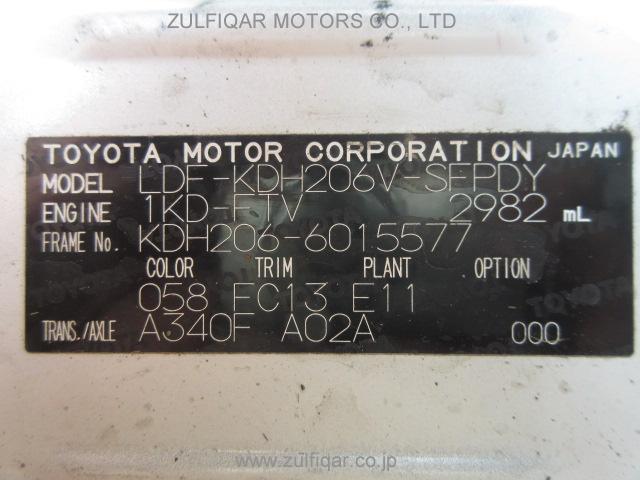 ZULFIQAR MOTORS CO., LTD
TOYOTA MOTOR CORPORATION JAPAN
MODEL LDF-KDH206V-SFPDY
ENGINE 1KD-FTV 2982 mL
FRAME No. KDH206-6015577
COLOR TRIM PLANT OPTION
058 FC13 E11
TRANS./AXLE A340F A02A 000
www.zulfiqar.co.jp